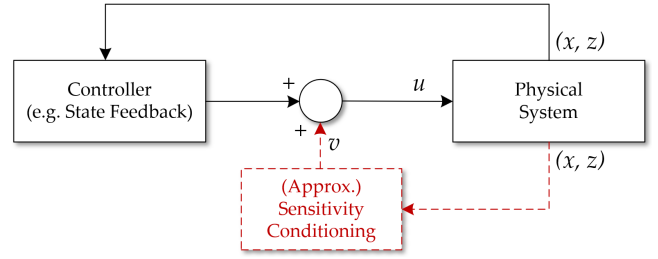 (x, z)
Controller
(e.g. State Feedback)
+
u
Physical
System
+
v
(x, z)
(Approx.)
Sensitivity
Conditioning